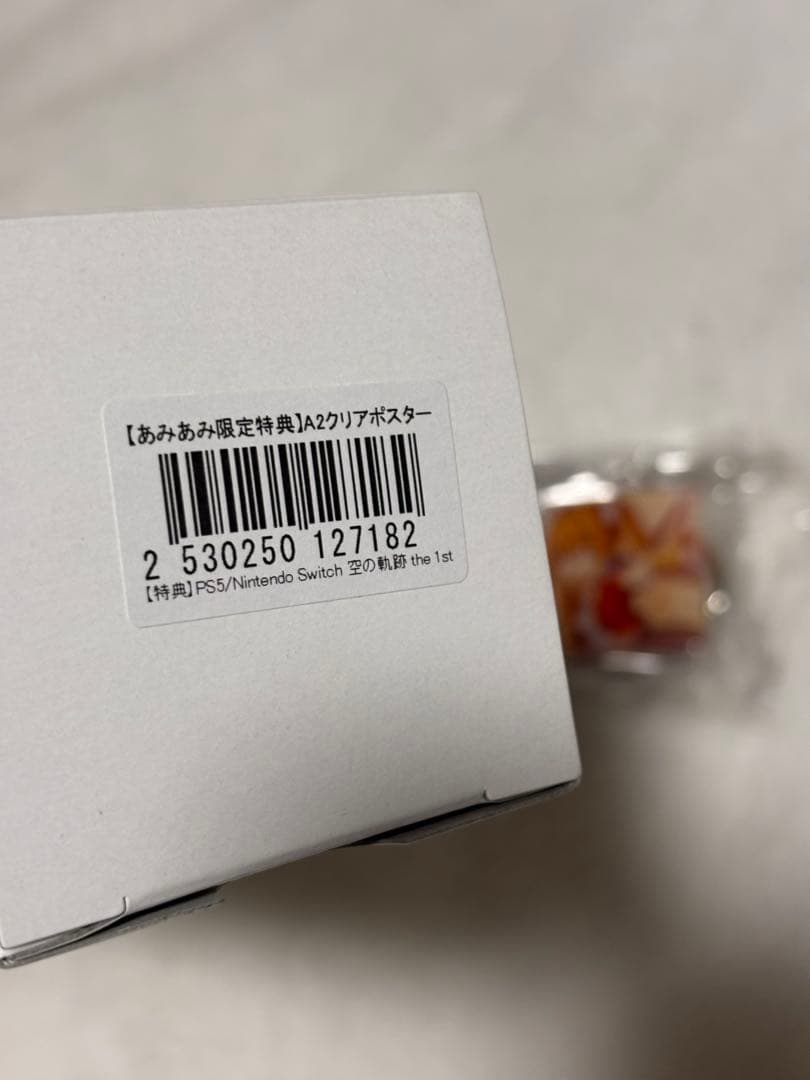 【あみあみ限定特典】A2クリアポスター
2 530250 127182
【特典】PS5/Nintendo Switch 空の軌跡 the 1st